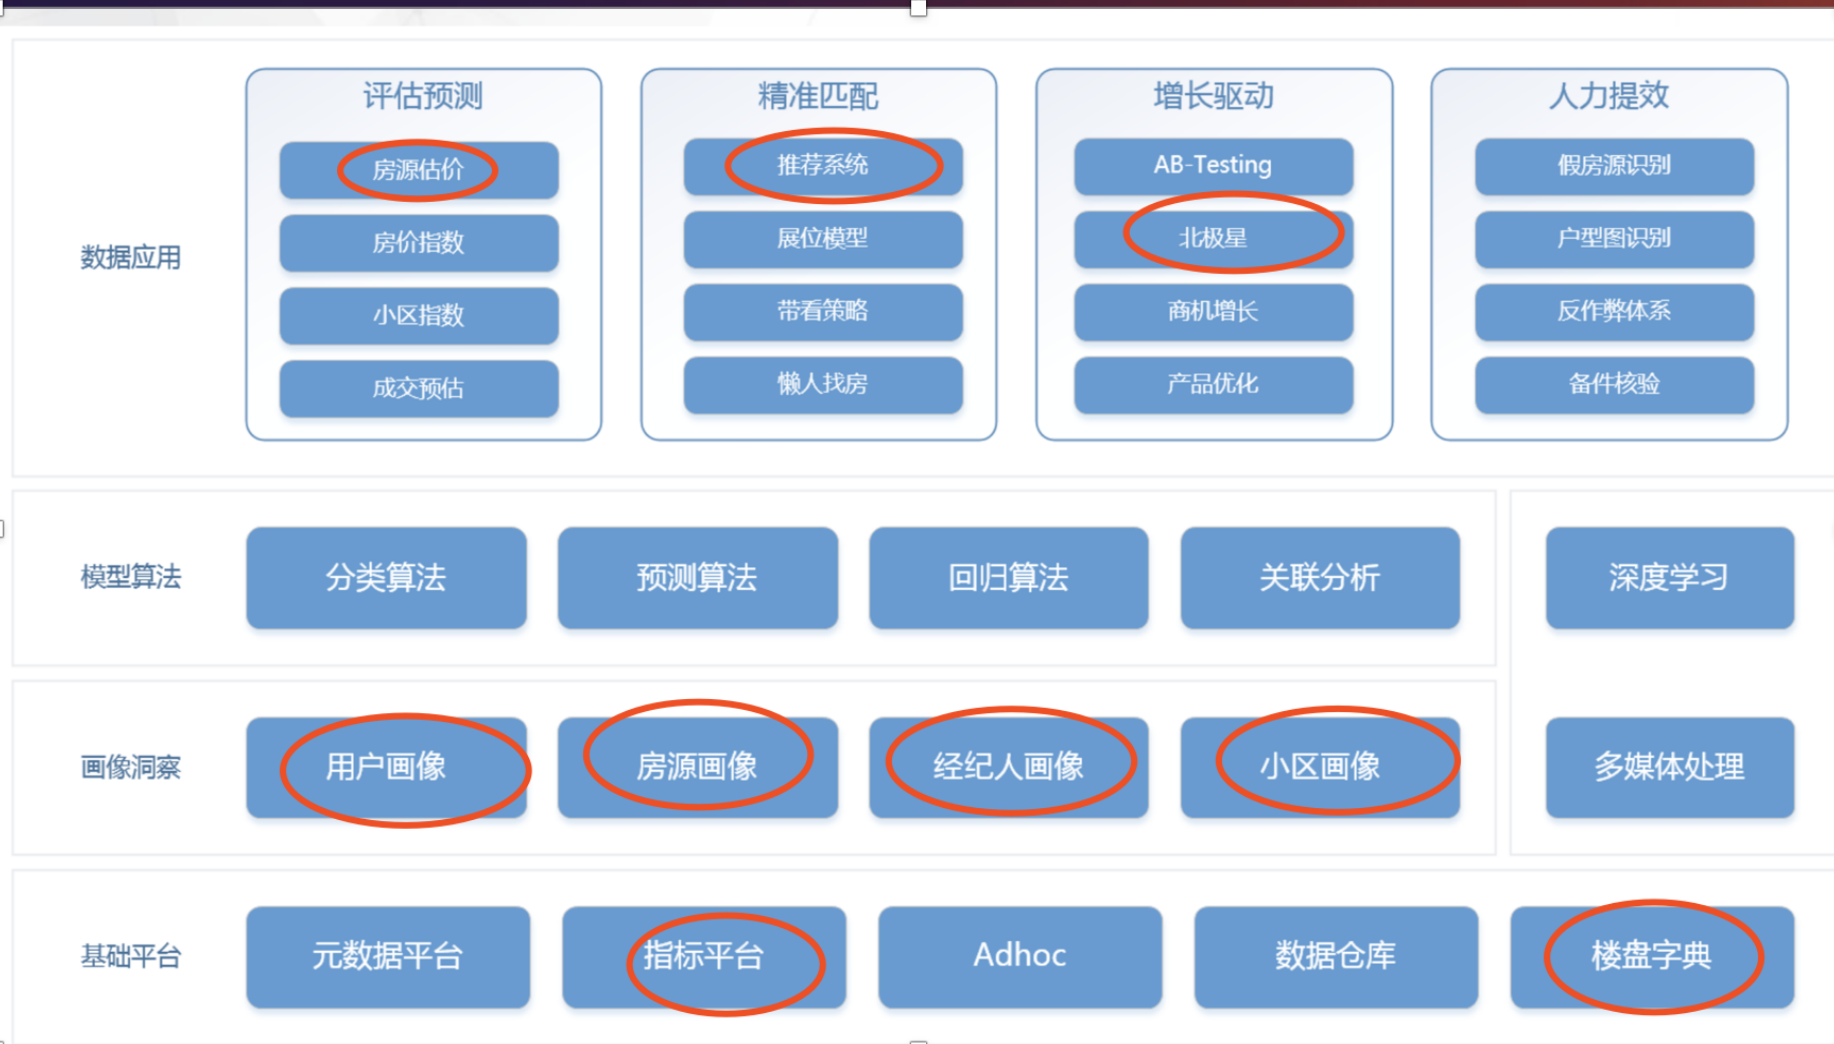 数据应用
评估预测
房源估价
房价指数
小区指数
成交预估
精准匹配
推荐系统
展位模型
带看策略
懒人找房
增长驱动
AB-Testing
北极星
商机增长
产品优化
人力提效
假房源识别
户型图识别
反作弊体系
备件核验
模型算法
分类算法
预测算法
回归算法
关联分析
深度学习
画像洞察
用户画像
房源画像
经纪人画像
小区画像
多媒体处理
基础平台
元数据平台
指标平台
Adhoc
数据仓库
楼盘字典